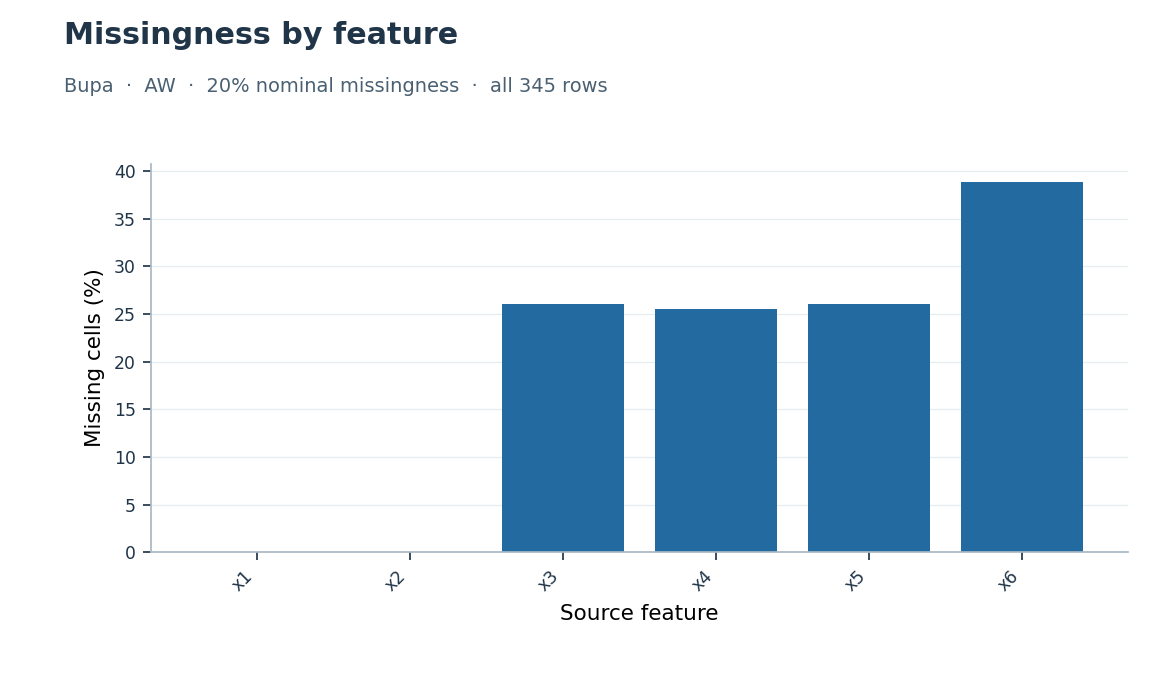 Missingness by feature
Bupa · AW · 20% nominal missingness · all 345 rows
40
35
30
25
20
15
10
5
0
Missing cells (%)
x1 x2 x3 x4 x5 x6
Source feature